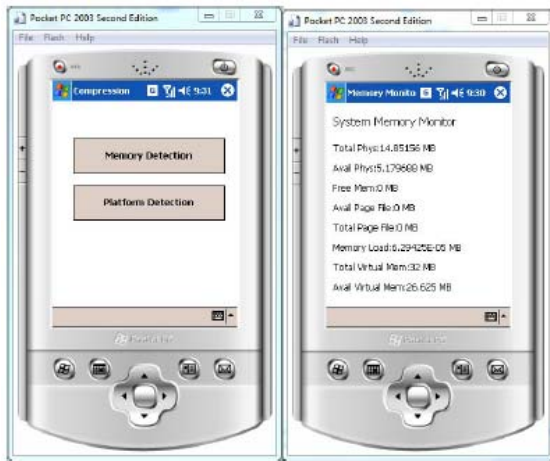 Pocket PC 2003 Second Edition
File Flash Help
Compression G 9:31
Memory Detection
Platform Detection
Pocket PC 2003 Second Edition
File Flash Help
Memory Monito G 9:30
System Memory Monitor
Total Phys:14.85156 MB
Avail Phys:5.179688 MB
Free Mem:0 MB
Avail Page File:0 MB
Total Page File:0 MB
Memory Load:6.29425E-05 MB
Total Virtual Mem:32 MB
Avail Virtual Mem:26.625 MB